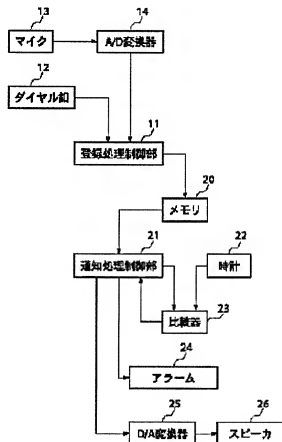 13
マイク
14
A/D変換器
12
ダイヤル釦
11
登録処理制御部
20
メモリ
21
通知処理制御部
22
時計
23
比較器
24
アラーム
25
D/A変換器
26
スピーカ